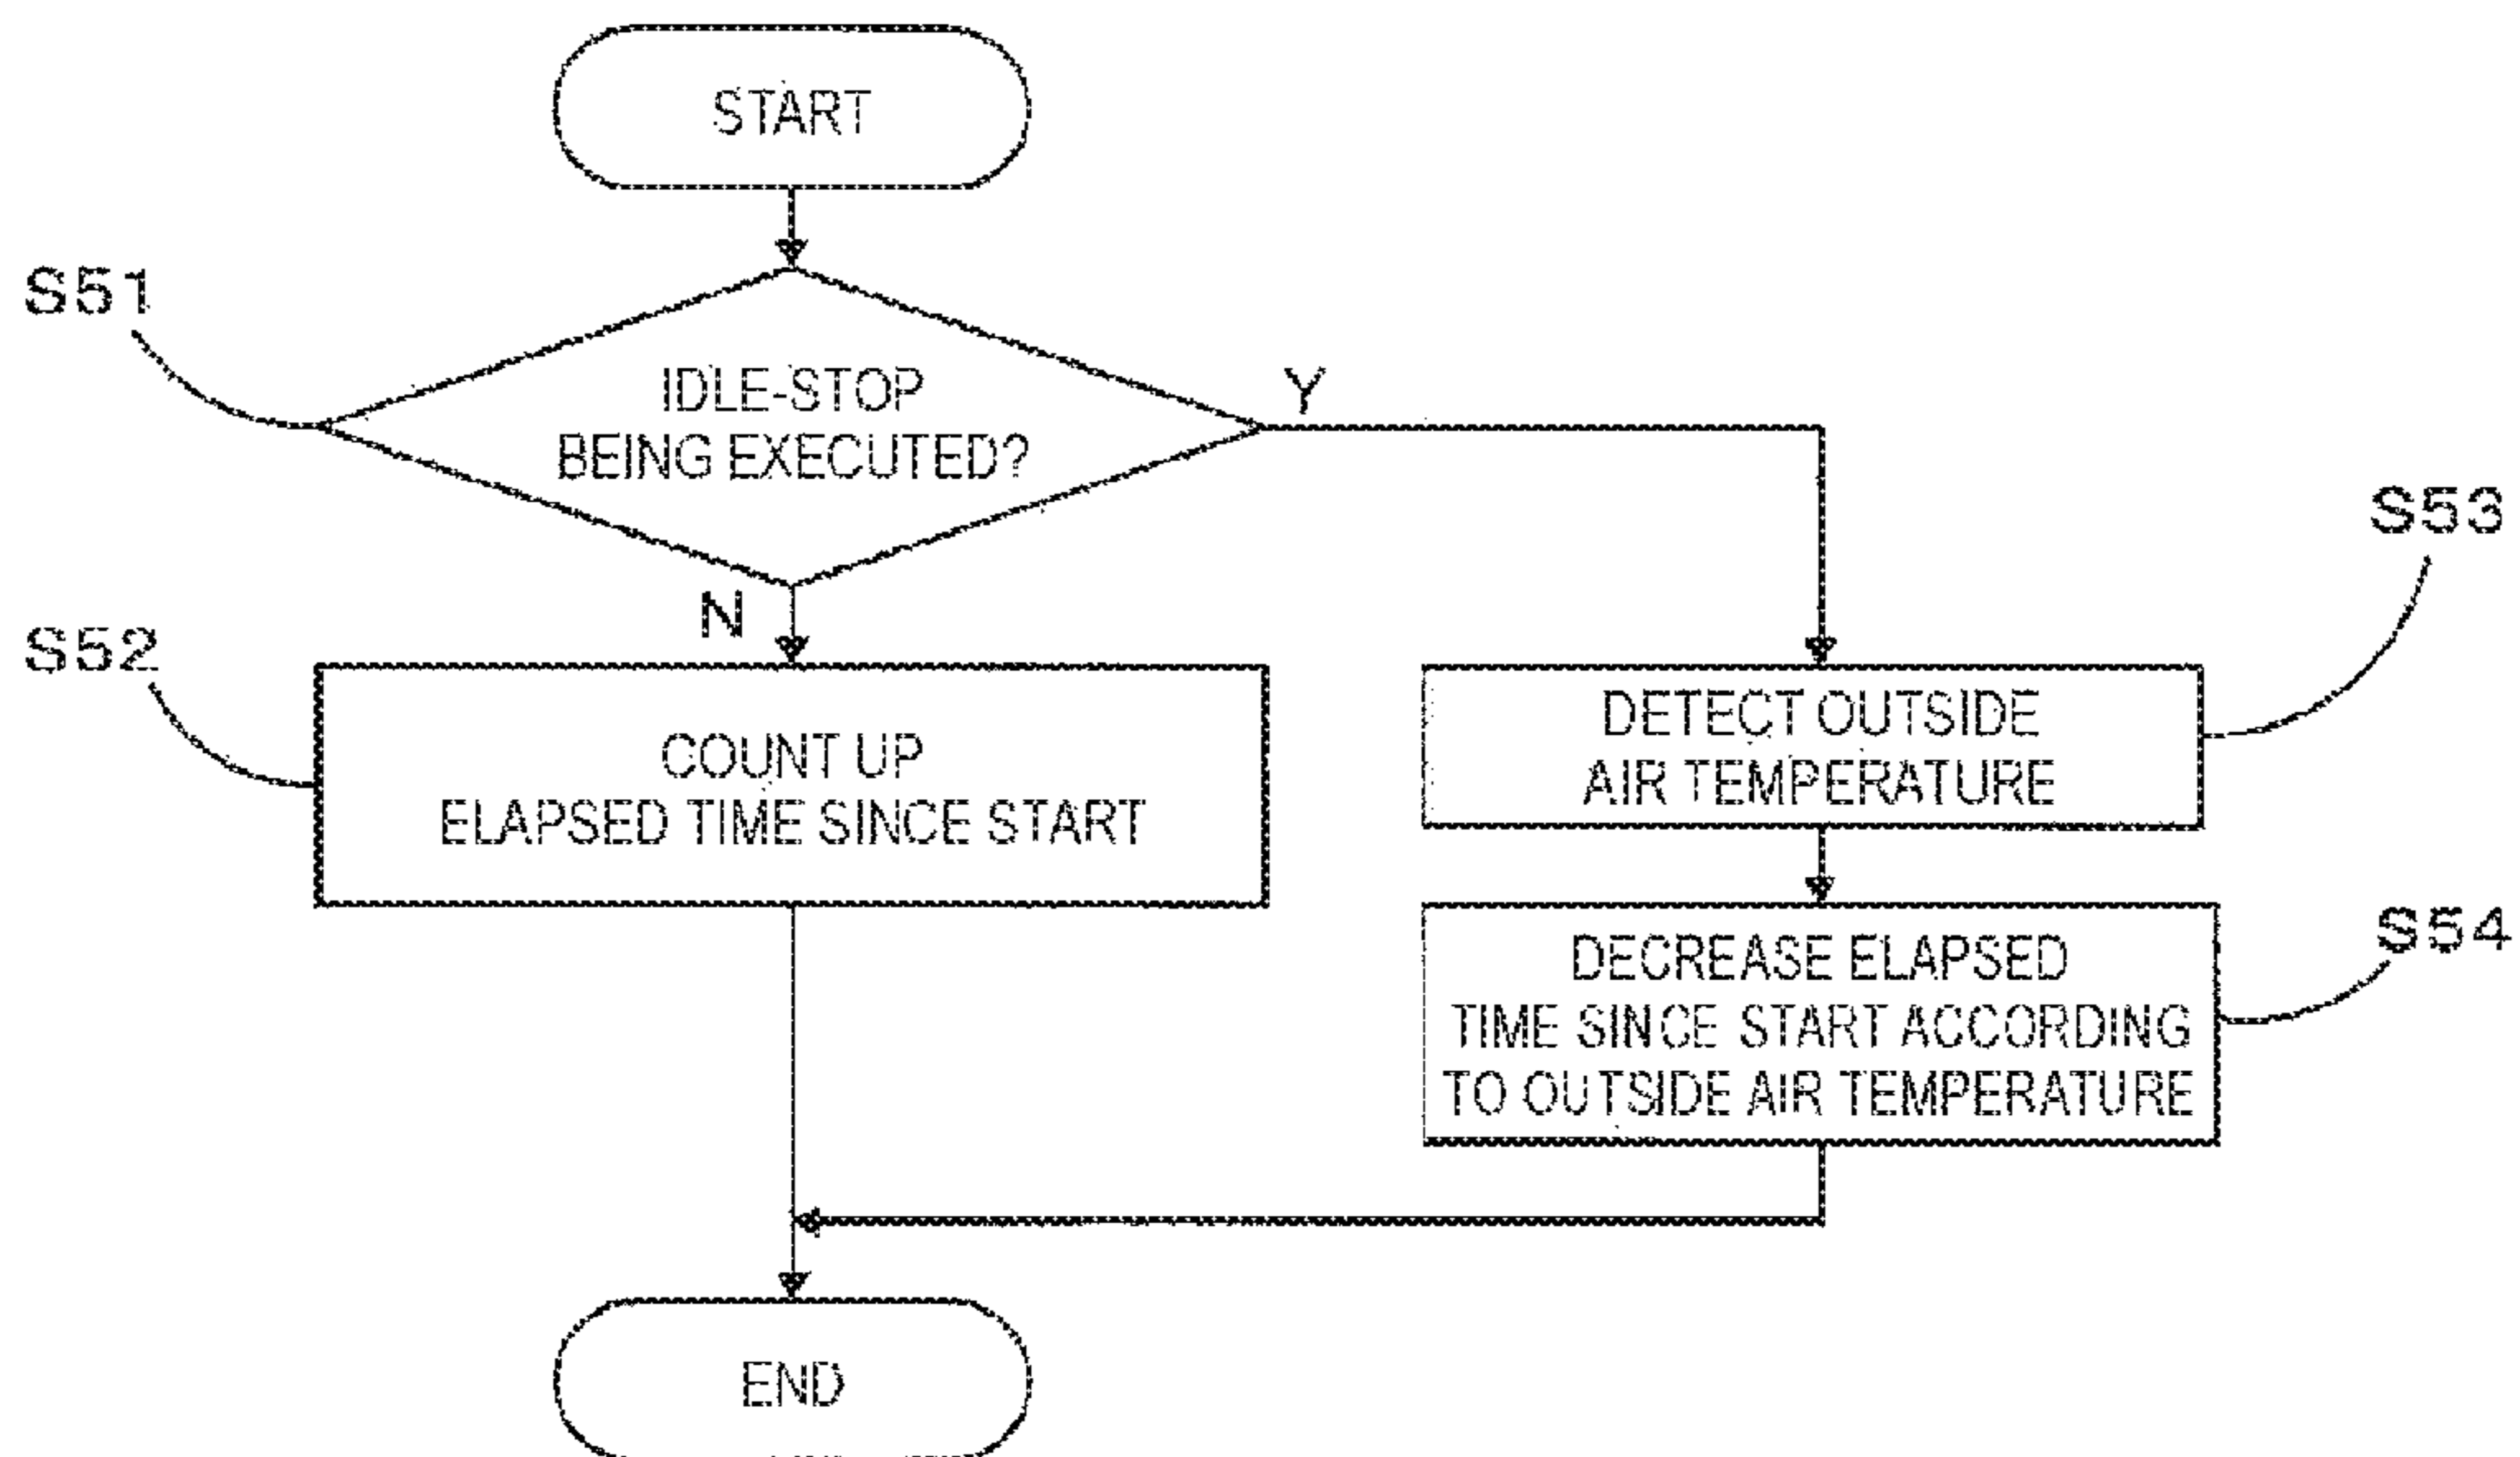 START
S51
IDLE-STOP
BEING EXECUTED?
Y
N
S52
COUNT UP
ELAPSED TIME SINCE START
S53
DETECT OUTSIDE
AIR TEMPERATURE
S54
DECREASE ELAPSED
TIME SINCE START ACCORDING
TO OUTSIDE AIR TEMPERATURE
END